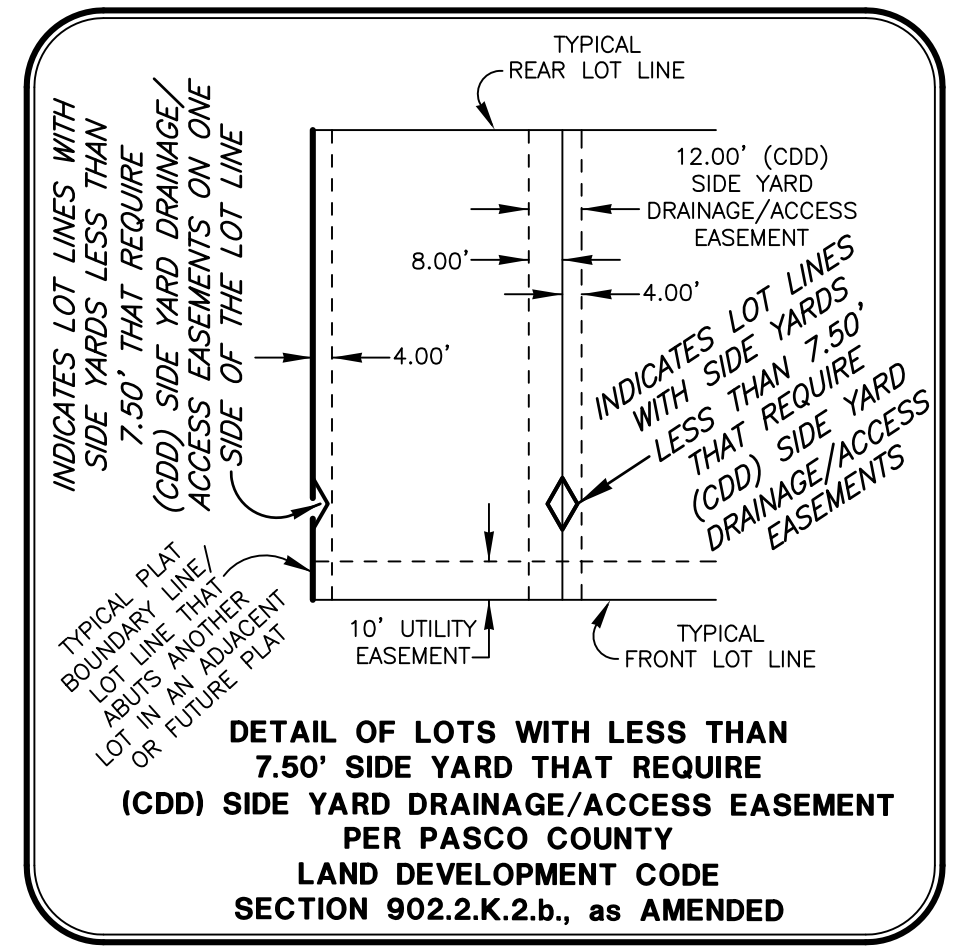 TYPICAL
REAR LOT LINE
INDICATES LOT LINES WITH
SIDE YARDS LESS THAN
7.50' THAT REQUIRE
(CDD) SIDE YARD DRAINAGE/
ACCESS EASEMENTS ON ONE
SIDE OF THE LOT LINE
12.00' (CDD)
SIDE YARD
DRAINAGE/ACCESS
EASEMENT
8.00'
4.00'
4.00'
INDICATES LOT LINES
WITH SIDE YARDS
LESS THAN 7.50'
THAT REQUIRE
(CDD) SIDE YARD
DRAINAGE/ACCESS
EASEMENTS
TYPICAL PLAT
BOUNDARY LINE/
LOT LINE THAT
ABUTS ANOTHER
LOT IN AN ADJACENT
OR FUTURE PLAT
10' UTILITY
EASEMENT
TYPICAL
FRONT LOT LINE
DETAIL OF LOTS WITH LESS THAN
7.50' SIDE YARD THAT REQUIRE
(CDD) SIDE YARD DRAINAGE/ACCESS EASEMENT
PER PASCO COUNTY
LAND DEVELOPMENT CODE
SECTION 902.2.K.2.b., as AMENDED